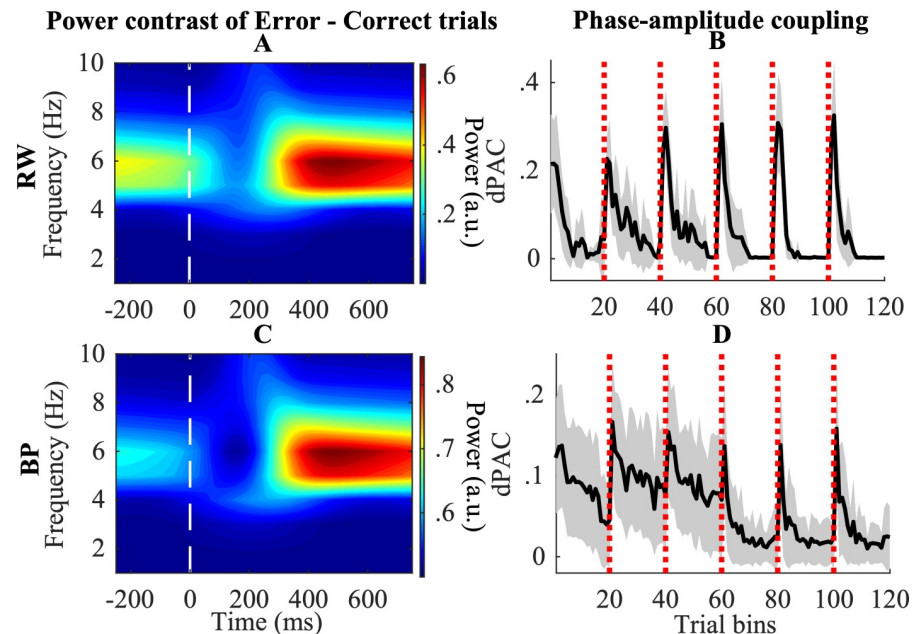 Power contrast of Error - Correct trials
Phase-amplitude coupling
A
B
RW
Frequency (Hz)
10
8
6
4
2
-200 0 200 400 600
.6
.4
.2
Power (a.u.)
dPAC
.4
.2
0
20 40 60 80 100 120
C
D
BP
Frequency (Hz)
10
8
6
4
2
-200 0 200 400 600
Time (ms)
.8
.7
.6
Power (a.u.)
dPAC
.2
.1
0
20 40 60 80 100 120
Trial bins